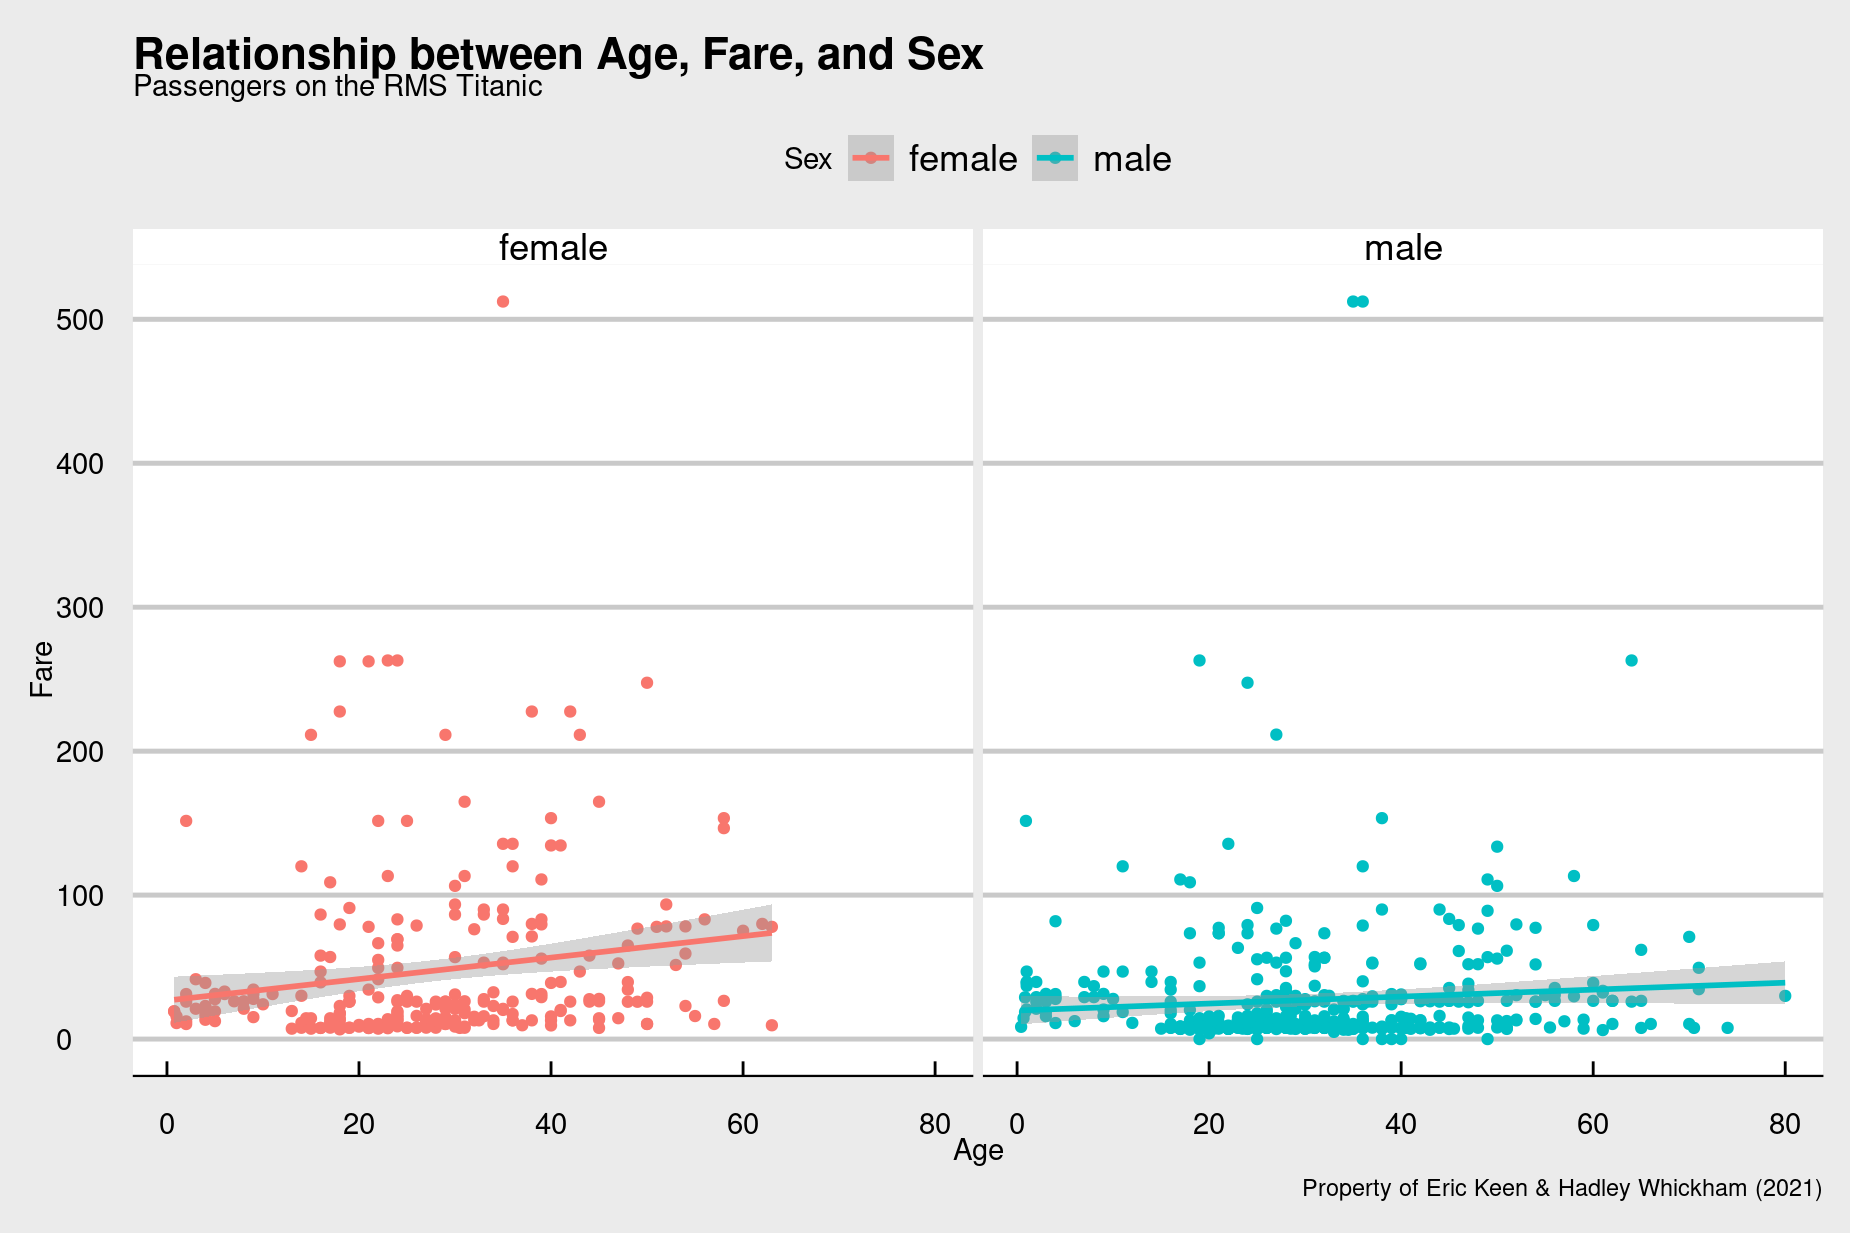 Relationship between Age, Fare, and Sex
Passengers on the RMS Titanic
Sex female male
female male
500
400
300
200
100
0
Fare
0 20 40 60 80 0 20 40 60 80
Age
Property of Eric Keen & Hadley Whickham (2021)